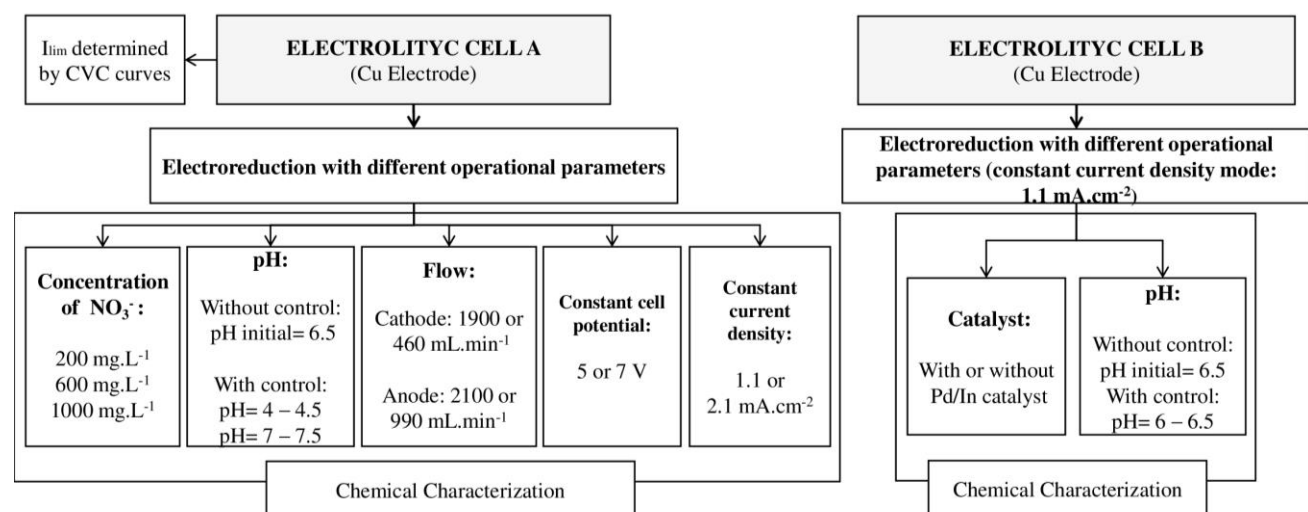 Ilim determined
by CVC curves
ELECTROLITYC CELL A
(Cu Electrode)
Electroreduction with different operational parameters
Concentration
of NO₃⁻ :
200 mg.L⁻¹
600 mg.L⁻¹
1000 mg.L⁻¹
pH:
Without control:
pH initial= 6.5
With control:
pH= 4 – 4.5
pH= 7 – 7.5
Flow:
Cathode: 1900 or
460 mL.min⁻¹
Anode: 2100 or
990 mL.min⁻¹
Constant cell
potential:
5 or 7 V
Constant
current
density:
1.1 or
2.1 mA.cm⁻²
Chemical Characterization
ELECTROLITYC CELL B
(Cu Electrode)
Electroreduction with different operational
parameters (constant current density mode:
1.1 mA.cm⁻²)
Catalyst:
With or without
Pd/In catalyst
pH:
Without control:
pH initial= 6.5
With control:
pH= 6 – 6.5
Chemical Characterization